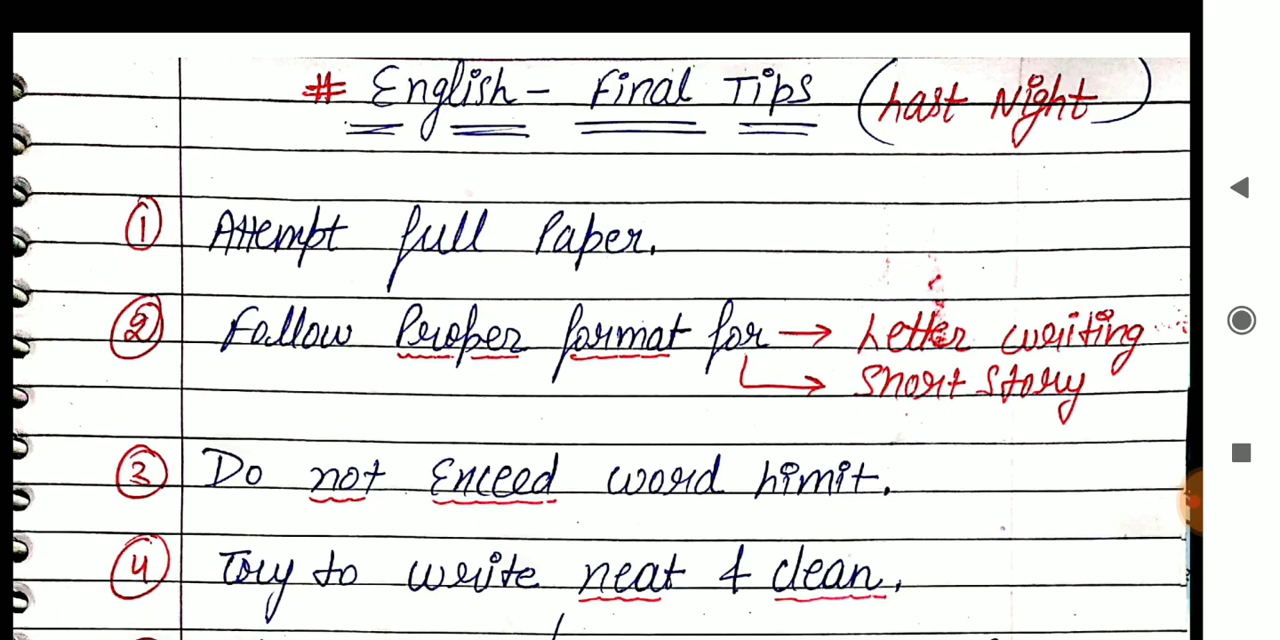 # English - Final Tips (Last Night)
1 Attempt full Paper.
2 Follow Proper format for → Letter writing
→ Short Story
3 Do not Exceed word Limit.
4 Try to write neat & clean.